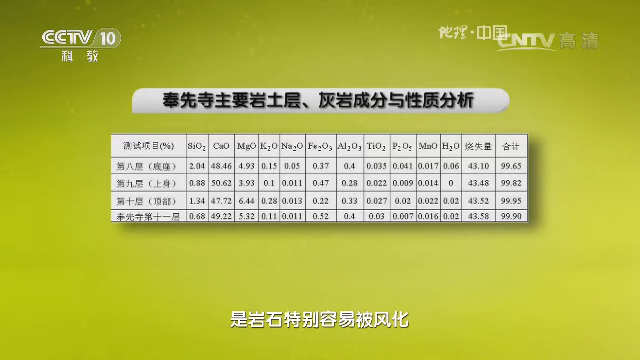 CCTV 10
科教
地理·中国
CNTV高清
奉先寺主要岩土层、灰岩成分与性质分析
测试项目(%) SiO₂ CaO MgO K₂O Na₂O Fe₂O₃ Al₂O₃ TiO₂ P₂O₅ MnO H₂O 烧失量 合计
第八层（底座） 2.04 48.46 4.93 0.15 0.05 0.37 0.4 0.035 0.041 0.017 0.06 43.10 99.65
第九层（上身） 0.88 50.62 3.93 0.1 0.011 0.47 0.28 0.022 0.009 0.014 0 43.48 99.82
第十层（顶部） 1.34 47.72 6.44 0.28 0.013 0.22 0.33 0.027 0.02 0.022 0.02 43.52 99.95
奉先寺第十一层 0.68 49.22 5.32 0.11 0.011 0.52 0.4 0.03 0.007 0.016 0.02 43.58 99.90
是岩石特别容易被风化